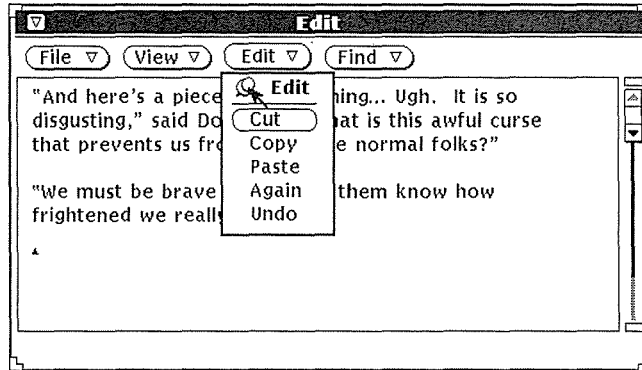 Edit
File View Edit Find
"And here's a piece hing... Ugh. It is so
disgusting," said Do hat is this awful curse
that prevents us fro e normal folks?"
"We must be brave them know how
frightened we really
Edit
Cut
Copy
Paste
Again
Undo